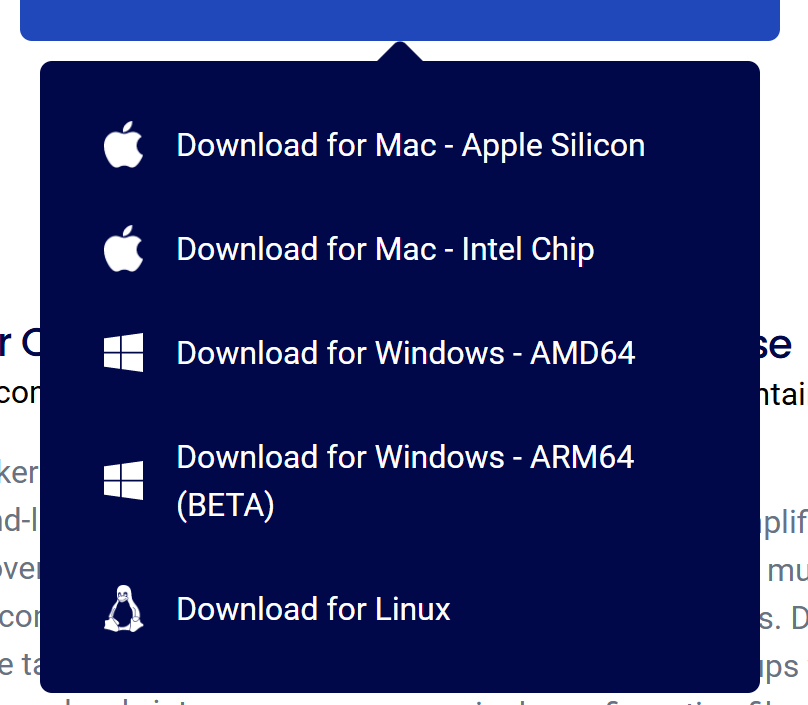 Download for Mac - Apple Silicon
Download for Mac - Intel Chip
Download for Windows - AMD64
Download for Windows - ARM64
(BETA)
Download for Linux